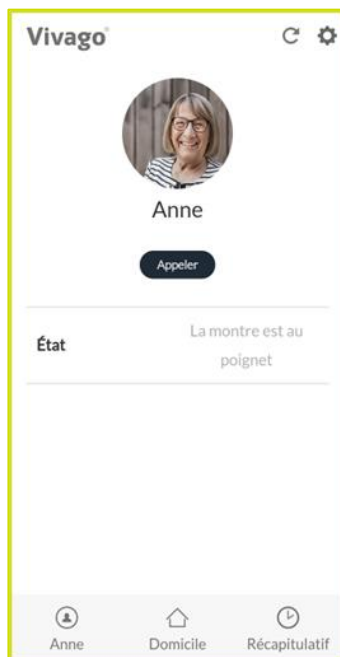 Vivago®
Anne
Appeler
État
La montre est au
poignet
Anne
Domicile
Récapitulatif